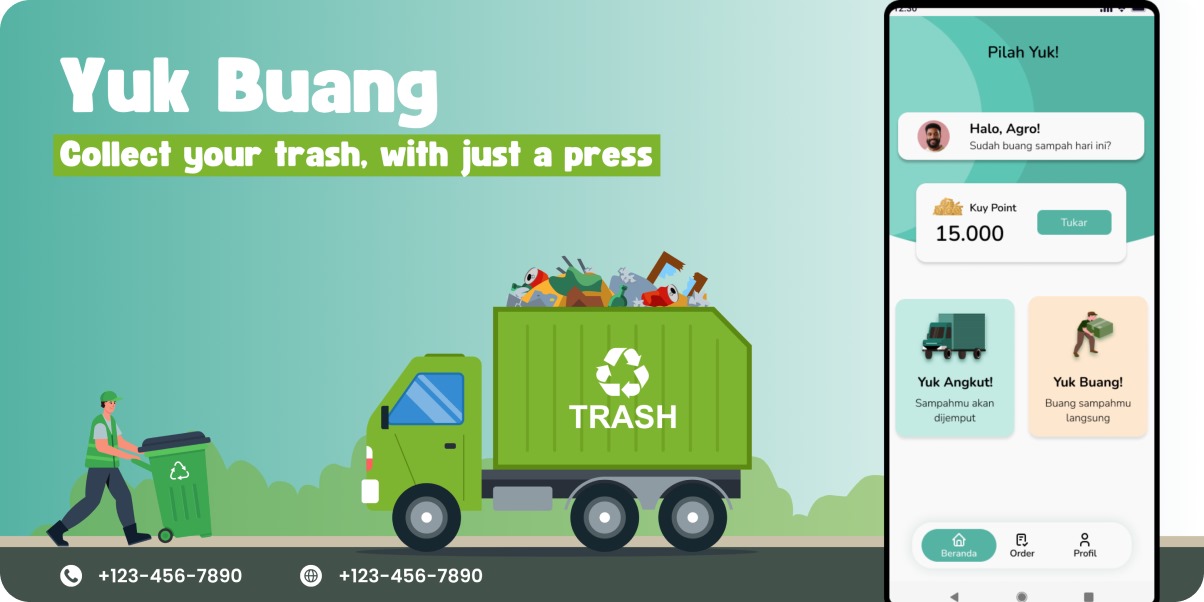 Yuk Buang
Collect your trash, with just a press
TRASH
+123-456-7890
+123-456-7890
Pilah Yuk!
Halo, Agro!
Sudah buang sampah hari ini?
Kuy Point
15.000
Tukar
Yuk Angkut!
Sampahmu akan
dijemput
Yuk Buang!
Buang sampahmu
langsung
Beranda
Order
Profil